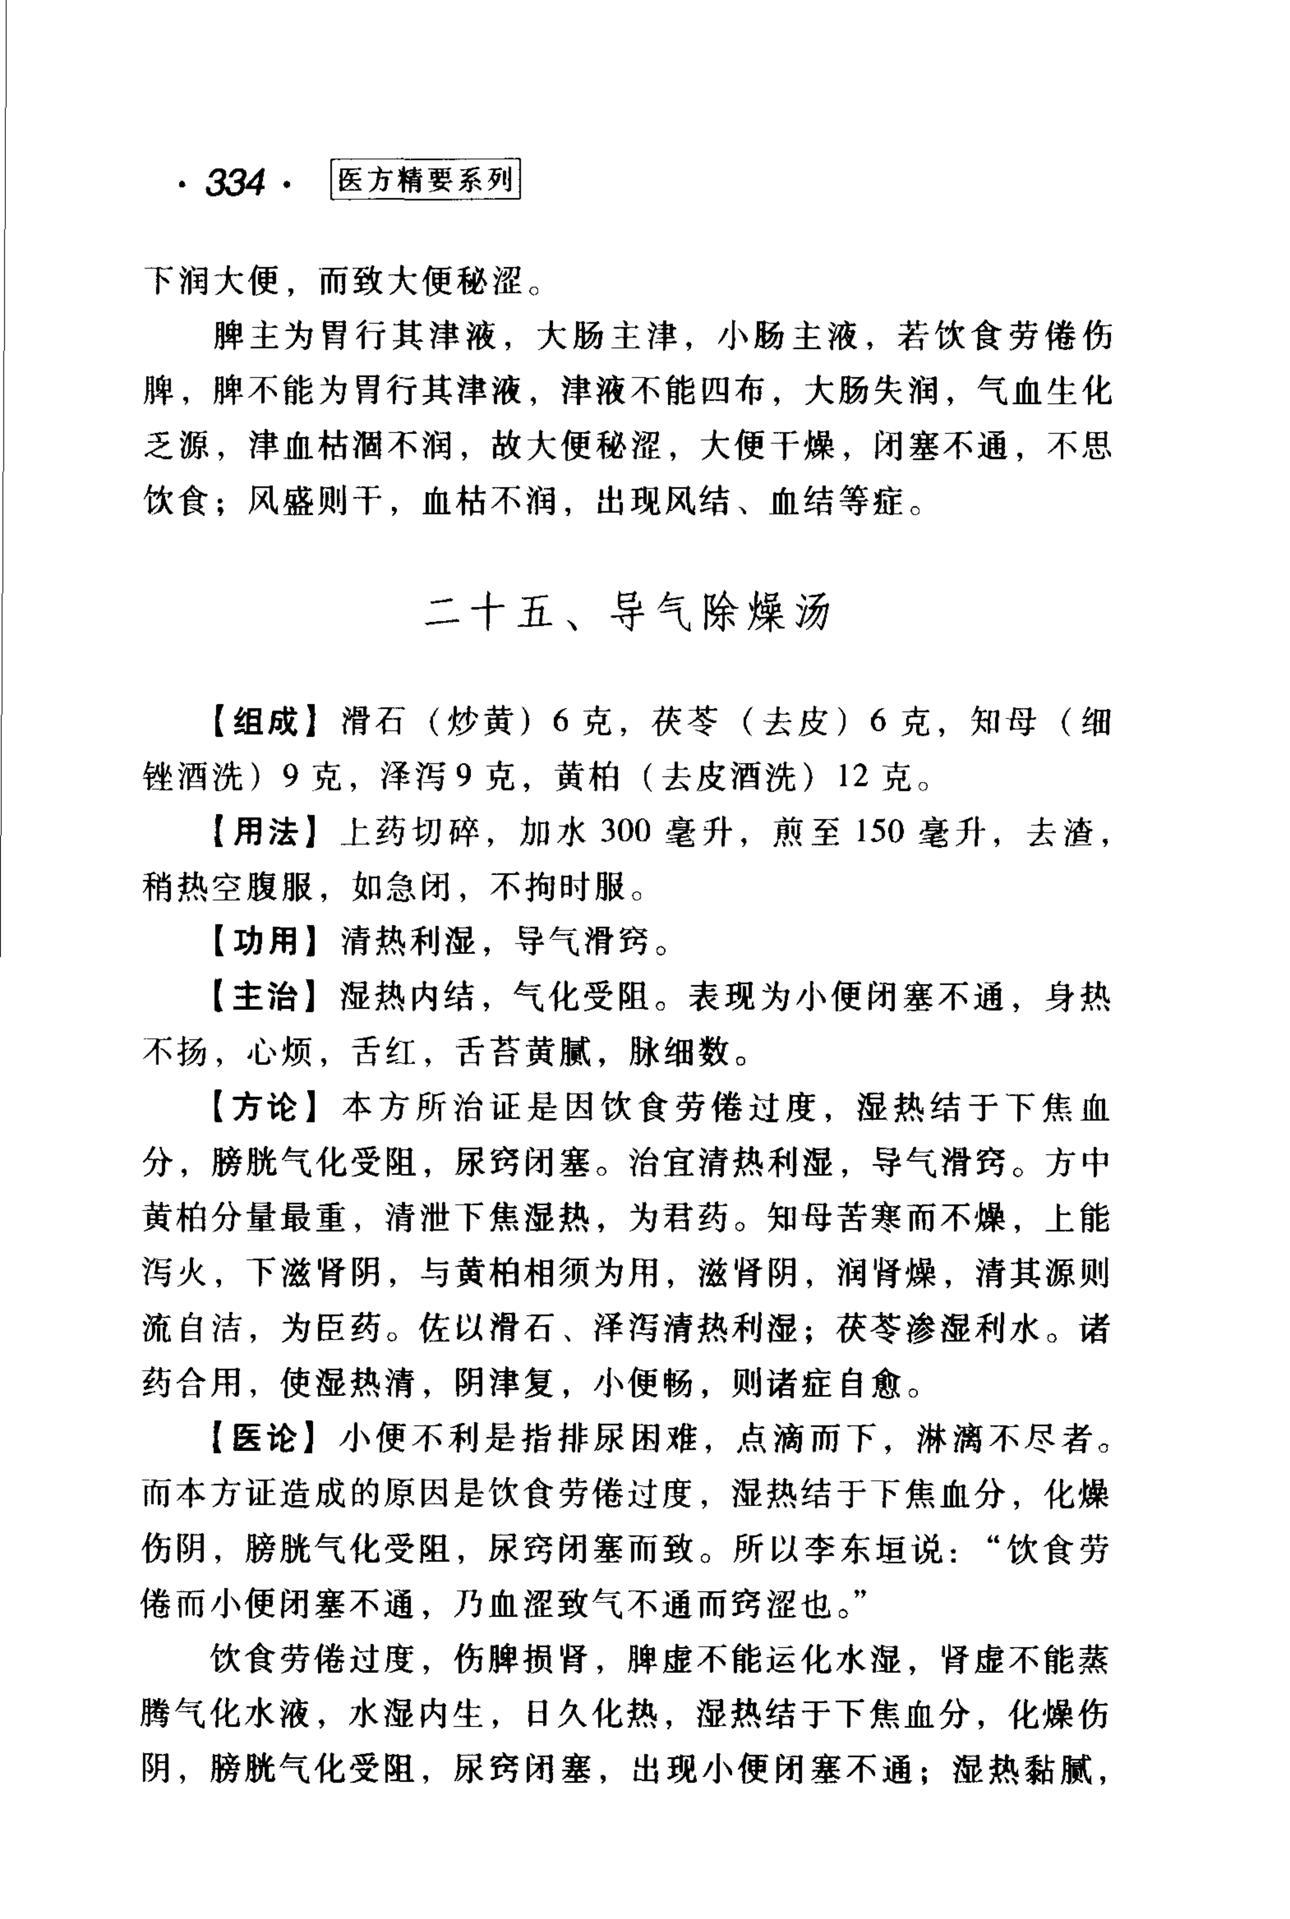 ·334· 医方精要系列
下润大便，而致大便秘涩。
脾主为胃行其津液，大肠主津，小肠主液，若饮食劳倦伤
脾，脾不能为胃行其津液，津液不能四布，大肠失润，气血生化
乏源，津血枯涸不润，故大便秘涩，大便干燥，闭塞不通，不思
饮食；风盛则干，血枯不润，出现风结、血结等症。
二十五、导气除燥汤
【组成】滑石（炒黄）6克，茯苓（去皮）6克，知母（细
锉酒洗）9克，泽泻9克，黄柏（去皮酒洗）12克。
【用法】上药切碎，加水300毫升，煎至150毫升，去渣，
稍热空腹服，如急闭，不拘时服。
【功用】清热利湿，导气滑窍。
【主治】湿热内结，气化受阻。表现为小便闭塞不通，身热
不扬，心烦，舌红，舌苔黄腻，脉细数。
【方论】本方所治证是因饮食劳倦过度，湿热结于下焦血
分，膀胱气化受阻，尿窍闭塞。治宜清热利湿，导气滑窍。方中
黄柏分量最重，清泄下焦湿热，为君药。知母苦寒而不燥，上能
泻火，下滋肾阴，与黄柏相须为用，滋肾阴，润肾燥，清其源则
流自洁，为臣药。佐以滑石、泽泻清热利湿；茯苓渗湿利水。诸
药合用，使湿热清，阴津复，小便畅，则诸症自愈。
【医论】小便不利是指排尿困难，点滴而下，淋漓不尽者。
而本方证造成的原因是饮食劳倦过度，湿热结于下焦血分，化燥
伤阴，膀胱气化受阻，尿窍闭塞而致。所以李东垣说：“饮食劳
倦而小便闭塞不通，乃血涩致气不通而窍涩也。”
饮食劳倦过度，伤脾损肾，脾虚不能运化水湿，肾虚不能蒸
腾气化水液，水湿内生，日久化热，湿热结于下焦血分，化燥伤
阴，膀胱气化受阻，尿窍闭塞，出现小便闭塞不通；湿热黏腻，